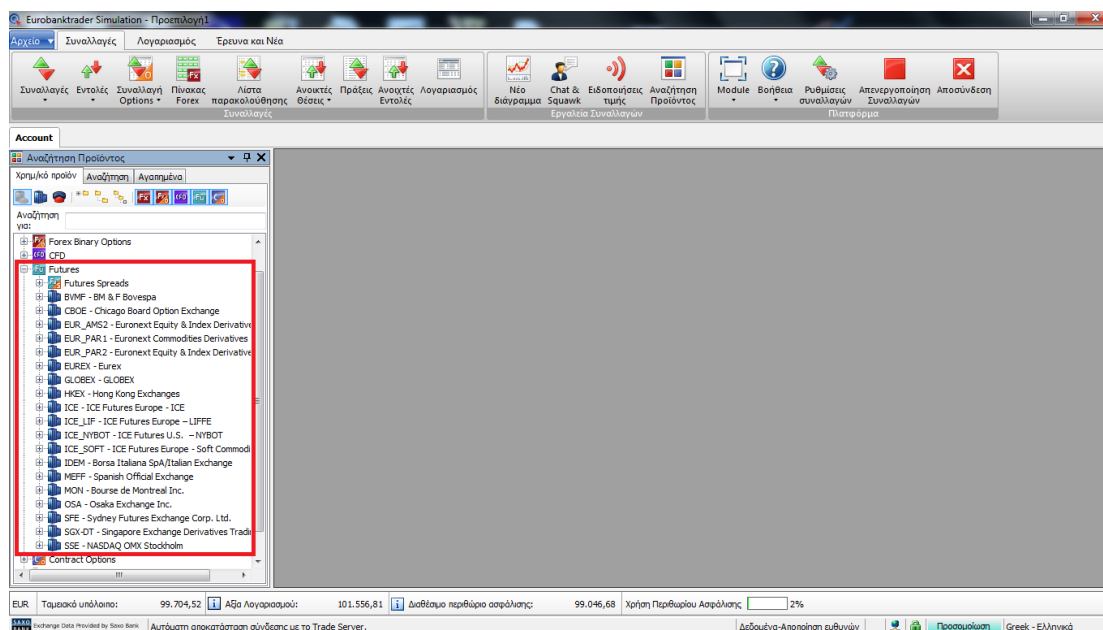 Eurobanktrader Simulation - Προεπιλογή1
Αρχείο Συναλλαγές Λογαριασμός Έρευνα και Νέα
Συναλλαγές Εντολές Συναλλαγή Options Πίνακας Forex Λίστα παρακολούθησης Ανοικτές Θέσεις Πράξεις Ανοιχτές Εντολές Λογαριασμός Νέο διάγραμμα Chat & Squawk Ειδοποιήσεις τιμής Αναζήτηση Προϊόντος Module Βοήθεια Ρυθμίσεις συναλλαγών Απενεργοποίηση Συναλλαγών Αποσύνδεση
Συναλλαγές Εργαλεία Συναλλαγών Πλατφόρμα
Account
Αναζήτηση Προϊόντος
Χρημ/κό προϊόν Αναζήτηση Αγαπημένα
Αναζήτηση για:
Forex Binary Options
CFD
Futures
Futures Spreads
BVMF - BM & F Bovespa
CBOE - Chicago Board Option Exchange
EUR_AMS2 - Euronext Equity & Index Derivative
EUR_PAR1 - Euronext Commodities Derivatives
EUR_PAR2 - Euronext Equity & Index Derivative
EUREX - Eurex
GLOBEX - GLOBEX
HKEX - Hong Kong Exchanges
ICE - ICE Futures Europe - ICE
ICE_LIF - ICE Futures Europe – LIFFE
ICE_NYBOT - ICE Futures U.S. – NYBOT
ICE_SOFT - ICE Futures Europe - Soft Commodi
IDEM - Borsa Italiana SpA/Italian Exchange
MEFF - Spanish Official Exchange
MON - Bourse de Montreal Inc.
OSA - Osaka Exchange Inc.
SFE - Sydney Futures Exchange Corp. Ltd.
SGX-DT - Singapore Exchange Derivatives Tradi
SSE - NASDAQ OMX Stockholm
Contract Options
EUR Ταμειακό υπόλοιπο: 99.704,52 Αξία Λογαριασμού: 101.556,81 Διαθέσιμο περιθώριο ασφάλισης: 99.046,68 Χρήση Περιθωρίου Ασφάλισης 2%
SAXO BANK Exchange Data Provided by Saxo Bank Αυτόματη αποκατάσταση σύνδεσης με το Trade Server. Δεδομένα-Αποποίηση ευθυνών Προσομοίωση Greek - Ελληνικά